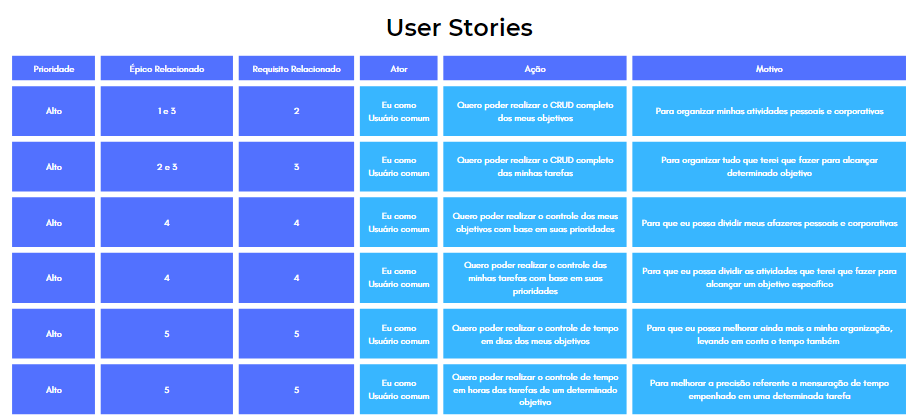 User Stories
Prioridade
Épico Relacionado
Requisito Relacionado
Ator
Ação
Motivo
Alto
1 e 3
2
Eu como
Usuário comum
Quero poder realizar o CRUD completo
dos meus objetivos
Para organizar minhas atividades pessoais e corporativas
Alto
2 e 3
3
Eu como
Usuário comum
Quero poder realizar o CRUD completo
das minhas tarefas
Para organizar tudo que terei que fazer para alcançar
determinado objetivo
Alto
4
4
Eu como
Usuário comum
Quero poder realizar o controle dos meus
objetivos com base em suas prioridades
Para que eu possa dividir meus afazeres pessoais e corporativas
Alto
4
4
Eu como
Usuário comum
Quero poder realizar o controle das
minhas tarefas com base em suas
prioridades
Para que eu possa dividir as atividades que terei que fazer para
alcançar um objetivo específico
Alto
5
5
Eu como
Usuário comum
Quero poder realizar o controle de tempo
em dias dos meus objetivos
Para que eu possa melhorar ainda mais a minha organização,
levando em conta o tempo também
Alto
5
5
Eu como
Usuário comum
Quero poder realizar o controle de tempo
em horas das tarefas de um determinado
objetivo
Para melhorar a precisão referente a mensuração de tempo
empenhado em uma determinada tarefa